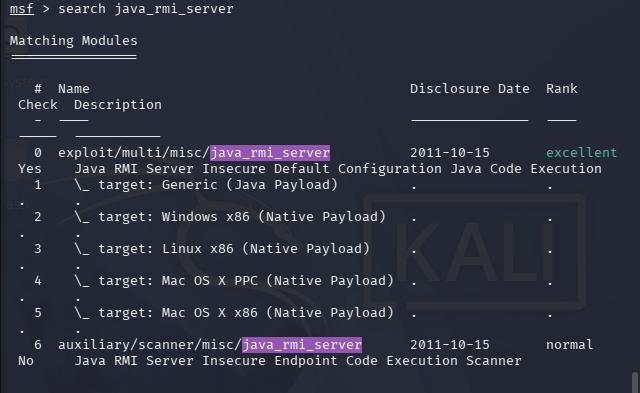 msf > search java_rmi_server
Matching Modules
================
# Name Disclosure Date Rank
Check Description
- ---- --------------- ----
----- -----------
0 exploit/multi/misc/java_rmi_server 2011-10-15 excellent
Yes Java RMI Server Insecure Default Configuration Java Code Execution
1 \_ target: Generic (Java Payload) . .
. .
2 \_ target: Windows x86 (Native Payload) . .
. .
3 \_ target: Linux x86 (Native Payload) . .
. .
4 \_ target: Mac OS X PPC (Native Payload) . .
. .
5 \_ target: Mac OS X x86 (Native Payload) . .
. .
6 auxiliary/scanner/misc/java_rmi_server 2011-10-15 normal
No Java RMI Server Insecure Endpoint Code Execution Scanner
KALI